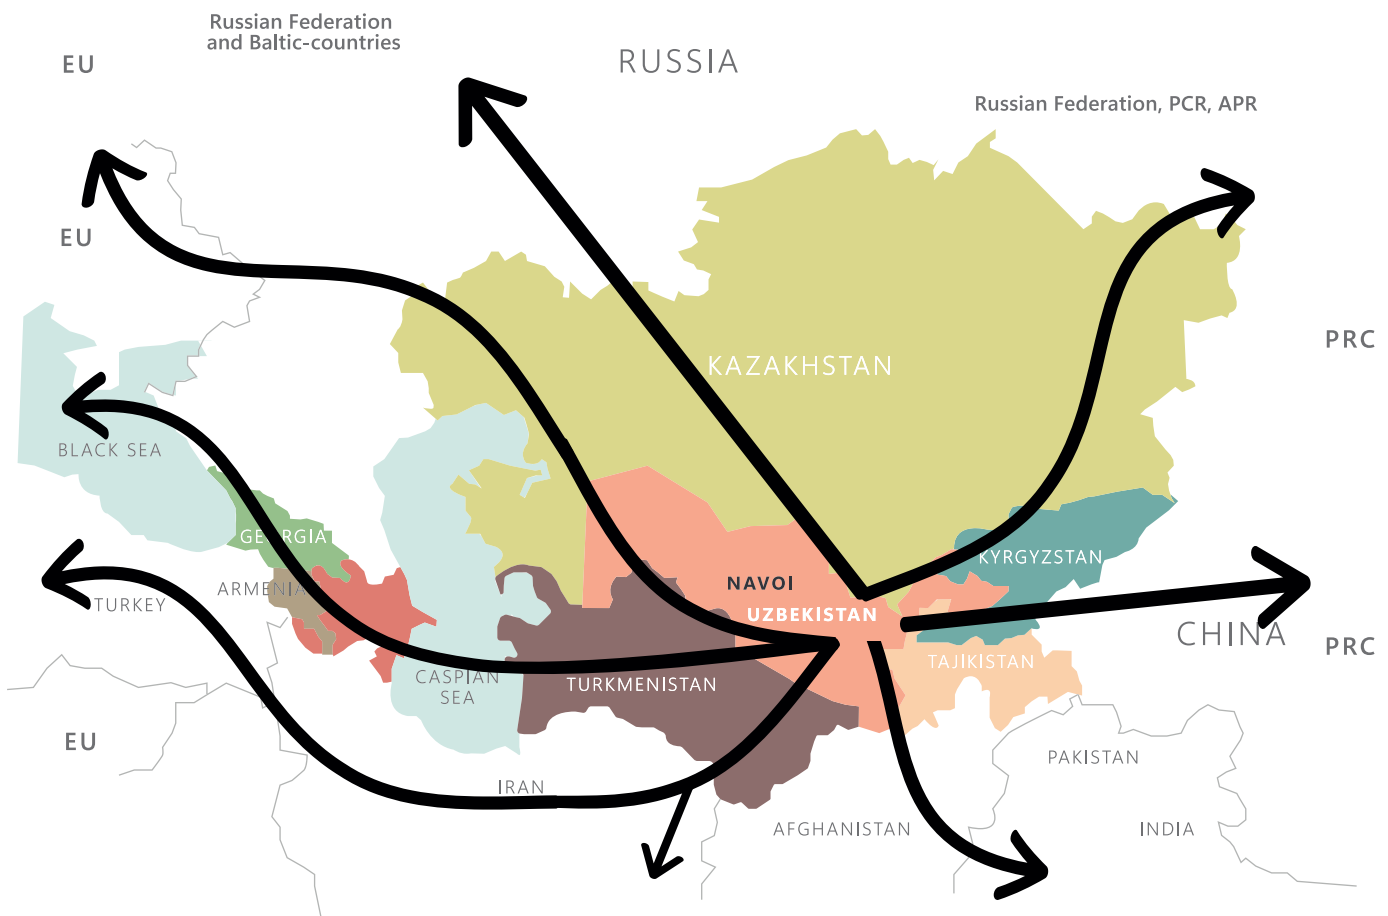 Russian Federation
and Baltic-countries
EU
RUSSIA
Russian Federation, PCR, APR
EU
PRC
KAZAKHSTAN
BLACK SEA
GEORGIA
KYRGYZSTAN
NAVOI
ARMENIA
TURKEY
UZBEKISTAN
CHINA
PRC
TAJIKISTAN
CASPIAN
SEA
TURKMENISTAN
EU
PAKISTAN
IRAN
AFGHANISTAN
INDIA